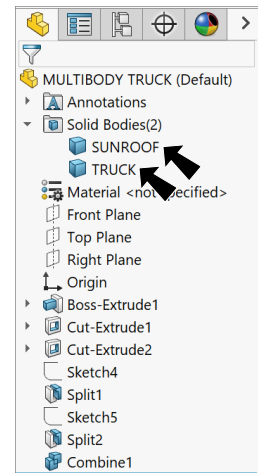 MULTIBODY TRUCK (Default)
Annotations
Solid Bodies(2)
SUNROOF
TRUCK
Material <not specified>
Front Plane
Top Plane
Right Plane
Origin
Boss-Extrude1
Cut-Extrude1
Cut-Extrude2
Sketch4
Split1
Sketch5
Split2
Combine1